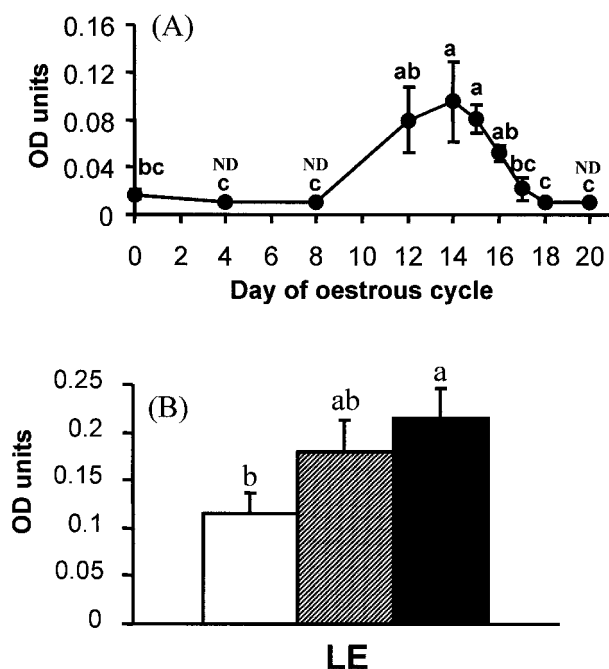 (A)
OD units
0.16
0.12
0.08
0.04
0
bc
ND
c
ND
c
ab
a
a
ab
bc
c
ND
c
0 2 4 6 8 10 12 14 16 18 20
Day of oestrous cycle
(B)
OD units
0.25
0.2
0.15
0.1
0.05
0
b
ab
a
LE